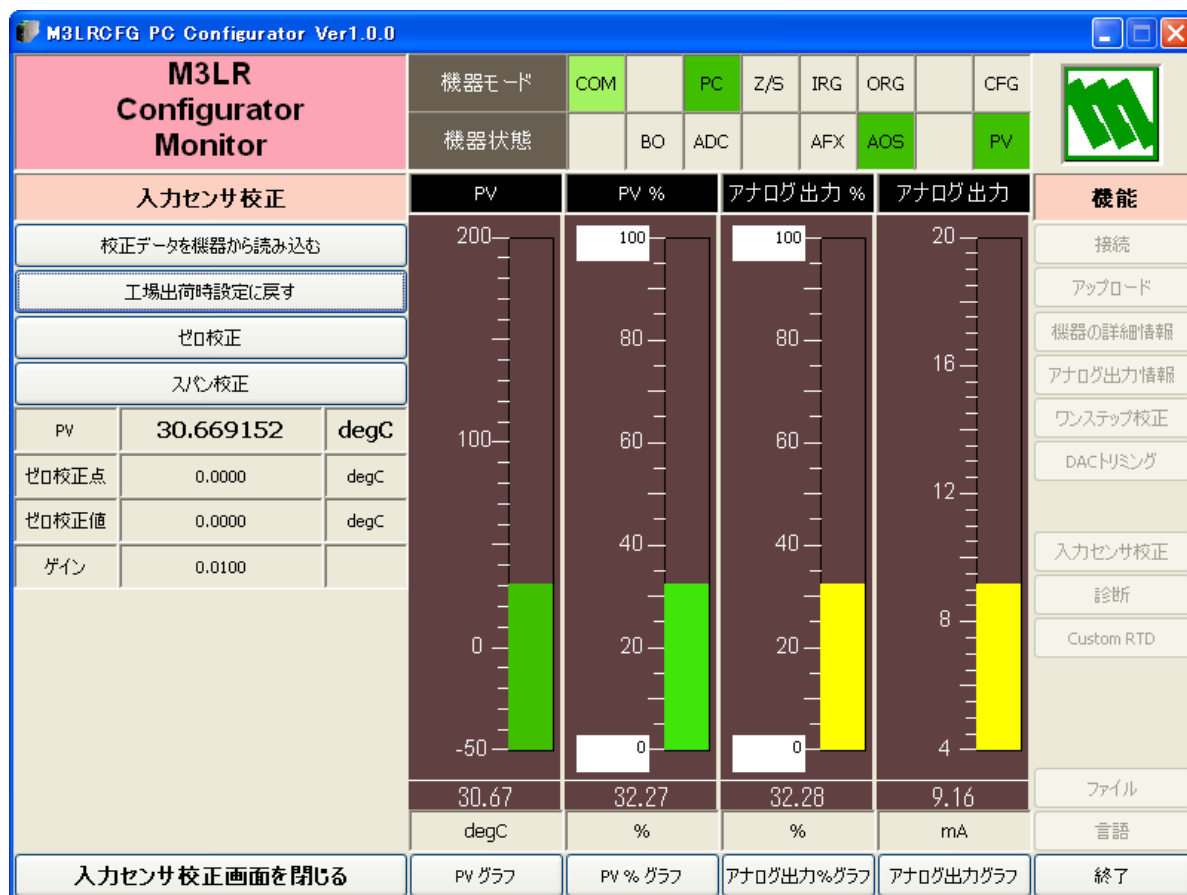 M3LRCFG PC Configurator Ver1.0.0
M3LR
Configurator
Monitor
機器モード
COM
PC
Z/S
IRG
ORG
CFG
機器状態
BO
ADC
AFX
AOS
PV
入力センサ校正
校正データを機器から読み込む
工場出荷時設定に戻す
ゼロ校正
スパン校正
PV 30.669152 degC
ゼロ校正点 0.0000 degC
ゼロ校正値 0.0000 degC
ゲイン 0.0100
入力センサ校正画面を閉じる
PV
200
100
0
-50
30.67
degC
PV グラフ
PV %
100
80
60
40
20
0
32.27
%
PV % グラフ
アナログ出力 %
100
80
60
40
20
0
32.28
%
アナログ出力%グラフ
アナログ出力
20
16
12
8
4
9.16
mA
アナログ出力グラフ
機能
接続
アップロード
機器の詳細情報
アナログ出力情報
ワンステップ校正
DACトリミング
入力センサ校正
診断
Custom RTD
ファイル
言語
終了